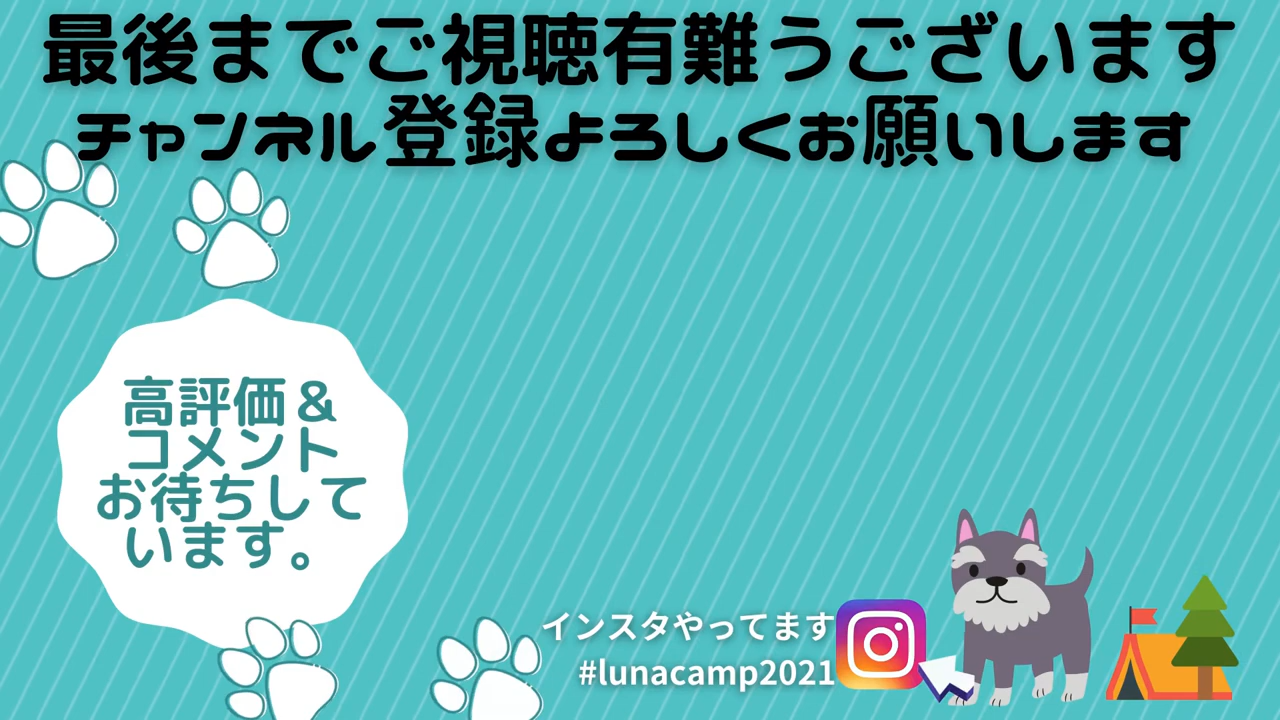 最後までご視聴有難うございます
チャンネル登録よろしくお願いします
高評価＆
コメント
お待ちして
います。
インスタやってます
#lunacamp2021